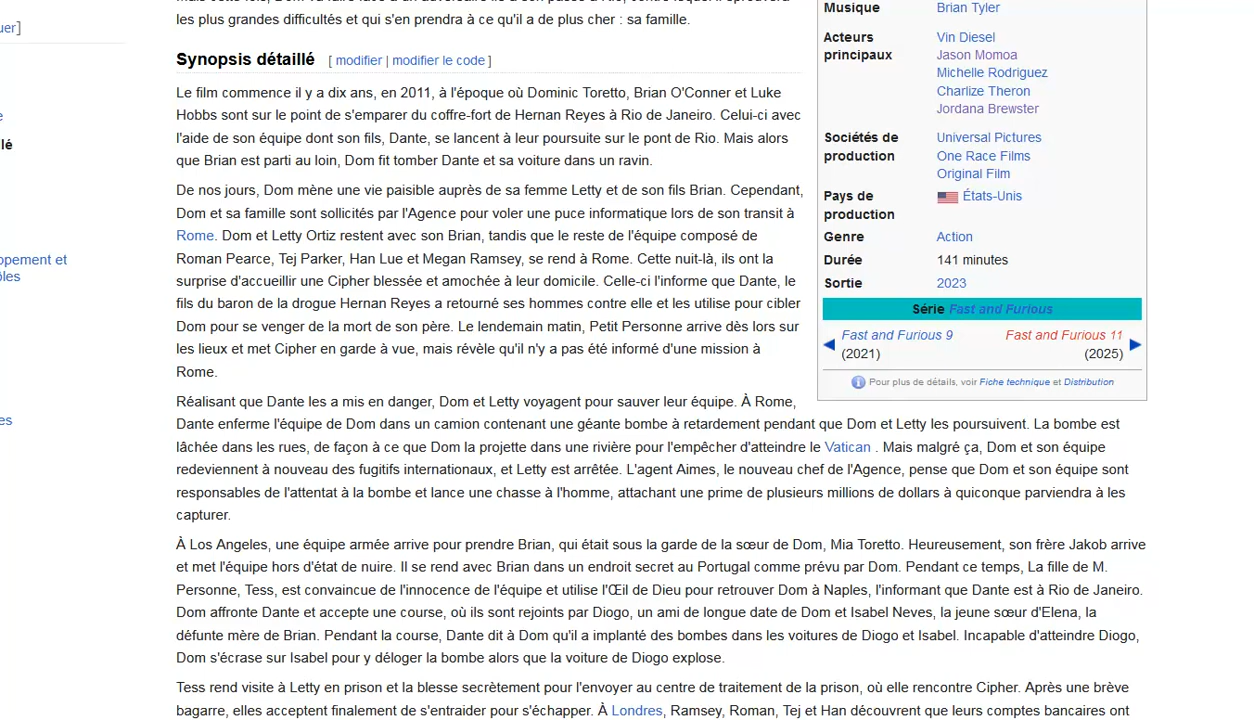 les plus grandes difficultés et qui s'en prendra à ce qu'il a de plus cher : sa famille.
uer]
Synopsis détaillé [ modifier | modifier le code ]
Le film commence il y a dix ans, en 2011, à l'époque où Dominic Toretto, Brian O'Conner et Luke
Hobbs sont sur le point de s'emparer du coffre-fort de Hernan Reyes à Rio de Janeiro. Celui-ci avec
l'aide de son équipe dont son fils, Dante, se lancent à leur poursuite sur le pont de Rio. Mais alors
que Brian est parti au loin, Dom fit tomber Dante et sa voiture dans un ravin.
De nos jours, Dom mène une vie paisible auprès de sa femme Letty et de son fils Brian. Cependant,
Dom et sa famille sont sollicités par l'Agence pour voler une puce informatique lors de son transit à
Rome. Dom et Letty Ortiz restent avec son Brian, tandis que le reste de l'équipe composé de
Roman Pearce, Tej Parker, Han Lue et Megan Ramsey, se rend à Rome. Cette nuit-là, ils ont la
surprise d'accueillir une Cipher blessée et amochée à leur domicile. Celle-ci l'informe que Dante, le
fils du baron de la drogue Hernan Reyes a retourné ses hommes contre elle et les utilise pour cibler
Dom pour se venger de la mort de son père. Le lendemain matin, Petit Personne arrive dès lors sur
les lieux et met Cipher en garde à vue, mais révèle qu'il n'y a pas été informé d'une mission à
Rome.
Réalisant que Dante les a mis en danger, Dom et Letty voyagent pour sauver leur équipe. À Rome,
Dante enferme l'équipe de Dom dans un camion contenant une géante bombe à retardement pendant que Dom et Letty les poursuivent. La bombe est
lâchée dans les rues, de façon à ce que Dom la projette dans une rivière pour l'empêcher d'atteindre le Vatican . Mais malgré ça, Dom et son équipe
redeviennent à nouveau des fugitifs internationaux, et Letty est arrêtée. L'agent Aimes, le nouveau chef de l'Agence, pense que Dom et son équipe sont
responsables de l'attentat à la bombe et lance une chasse à l'homme, attachant une prime de plusieurs millions de dollars à quiconque parviendra à les
capturer.
À Los Angeles, une équipe armée arrive pour prendre Brian, qui était sous la garde de la sœur de Dom, Mia Toretto. Heureusement, son frère Jakob arrive
et met l'équipe hors d'état de nuire. Il se rend avec Brian dans un endroit secret au Portugal comme prévu par Dom. Pendant ce temps, La fille de M.
Personne, Tess, est convaincue de l'innocence de l'équipe et utilise l'Œil de Dieu pour retrouver Dom à Naples, l'informant que Dante est à Rio de Janeiro.
Dom affronte Dante et accepte une course, où ils sont rejoints par Diogo, un ami de longue date de Dom et Isabel Neves, la jeune sœur d'Elena, la
défunte mère de Brian. Pendant la course, Dante dit à Dom qu'il a implanté des bombes dans les voitures de Diogo et Isabel. Incapable d'atteindre Diogo,
Dom s'écrase sur Isabel pour y déloger la bombe alors que la voiture de Diogo explose.
Tess rend visite à Letty en prison et la blesse secrètement pour l'envoyer au centre de traitement de la prison, où elle rencontre Cipher. Après une brève
bagarre, elles acceptent finalement de s'entraider pour s'échapper. À Londres, Ramsey, Roman, Tej et Han découvrent que leurs comptes bancaires ont
Musique Brian Tyler
Acteurs Vin Diesel
principaux Jason Momoa
Michelle Rodriguez
Charlize Theron
Jordana Brewster
Sociétés de Universal Pictures
production One Race Films
Original Film
Pays de États-Unis
production
Genre Action
Durée 141 minutes
Sortie 2023
Série Fast and Furious
Fast and Furious 9 Fast and Furious 11
(2021) (2025)
Pour plus de détails, voir Fiche technique et Distribution
e
lé
opement et
ôles
es